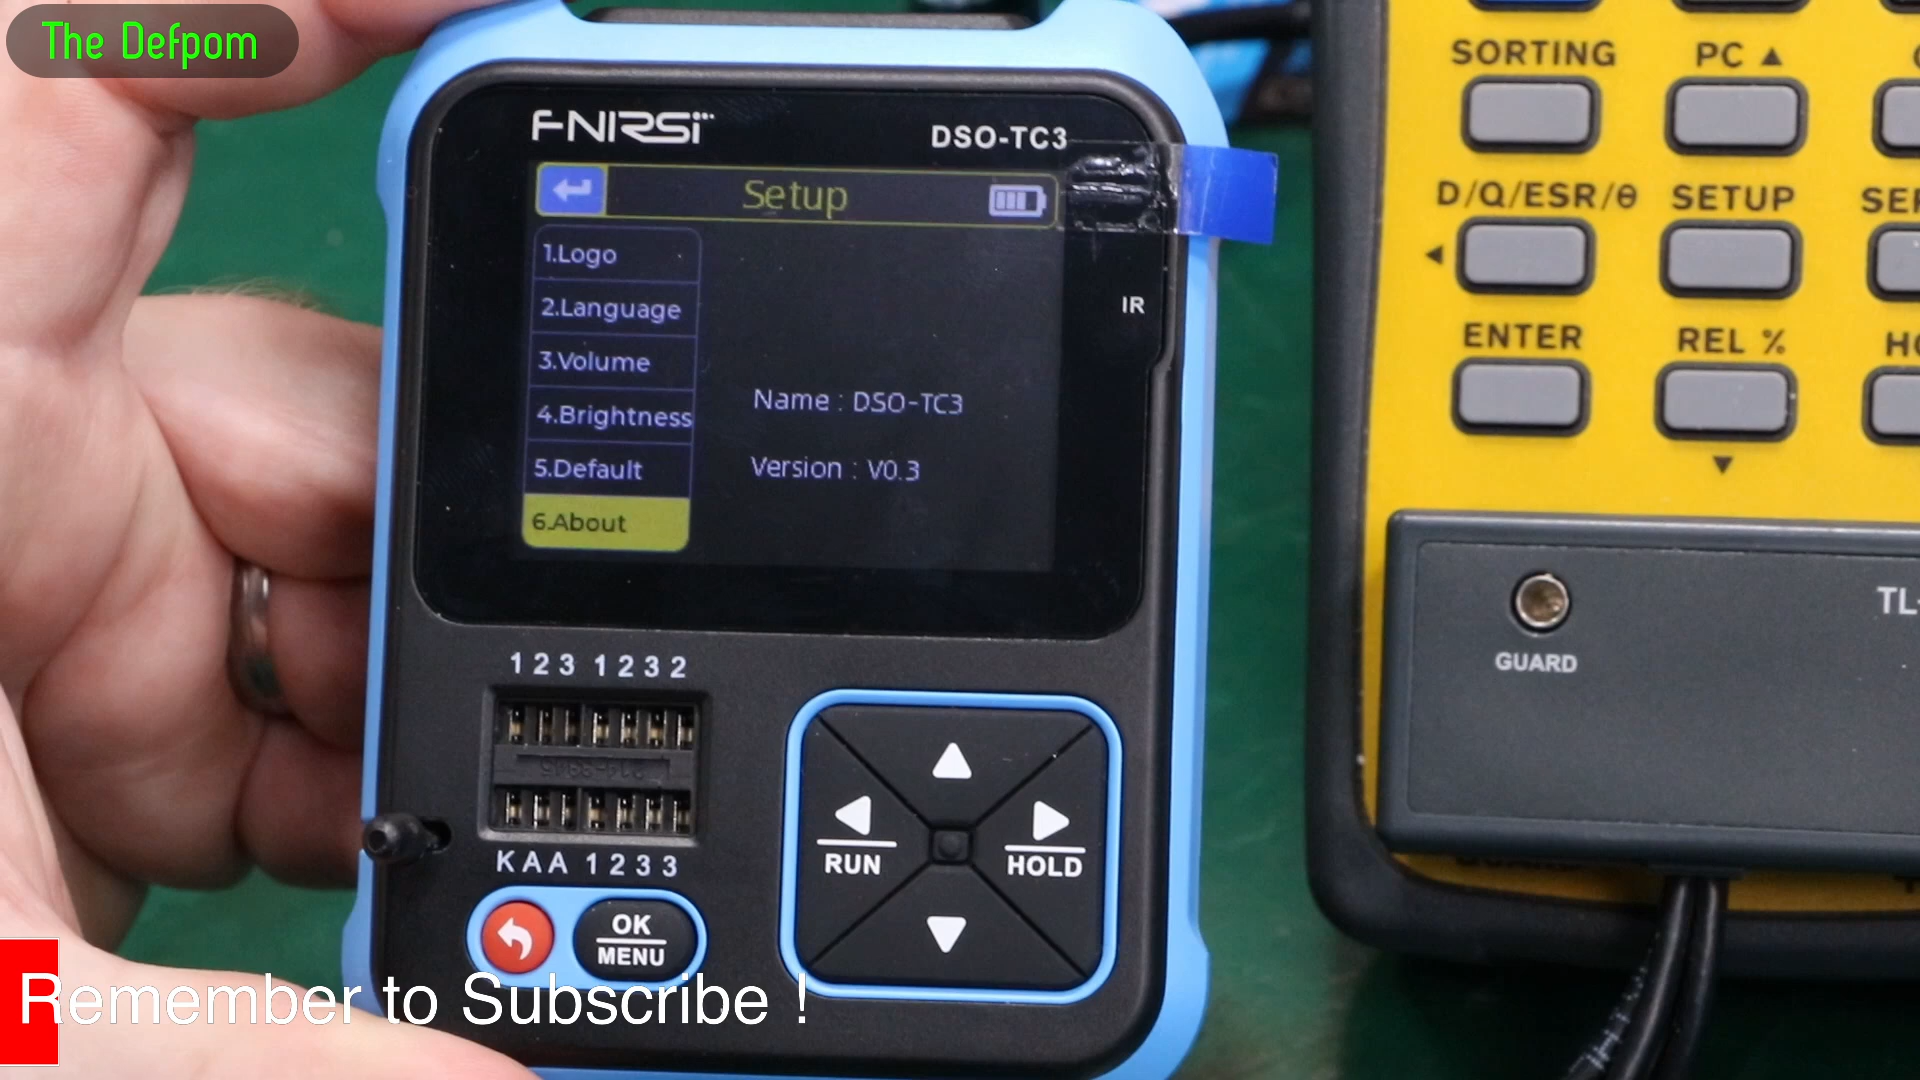 The Defpom
FNIRSI
DSO-TC3
Setup
1.Logo
2.Language
3.Volume
4.Brightness
5.Default
6.About
Name : DSO-TC3
Version : V0.3
IR
1 2 3 1 2 3 2
K A A 1 2 3 3
OK
MENU
RUN
HOLD
SORTING
PC ▲
D/Q/ESR/θ
SETUP
ENTER
REL %
GUARD
Remember to Subscribe !